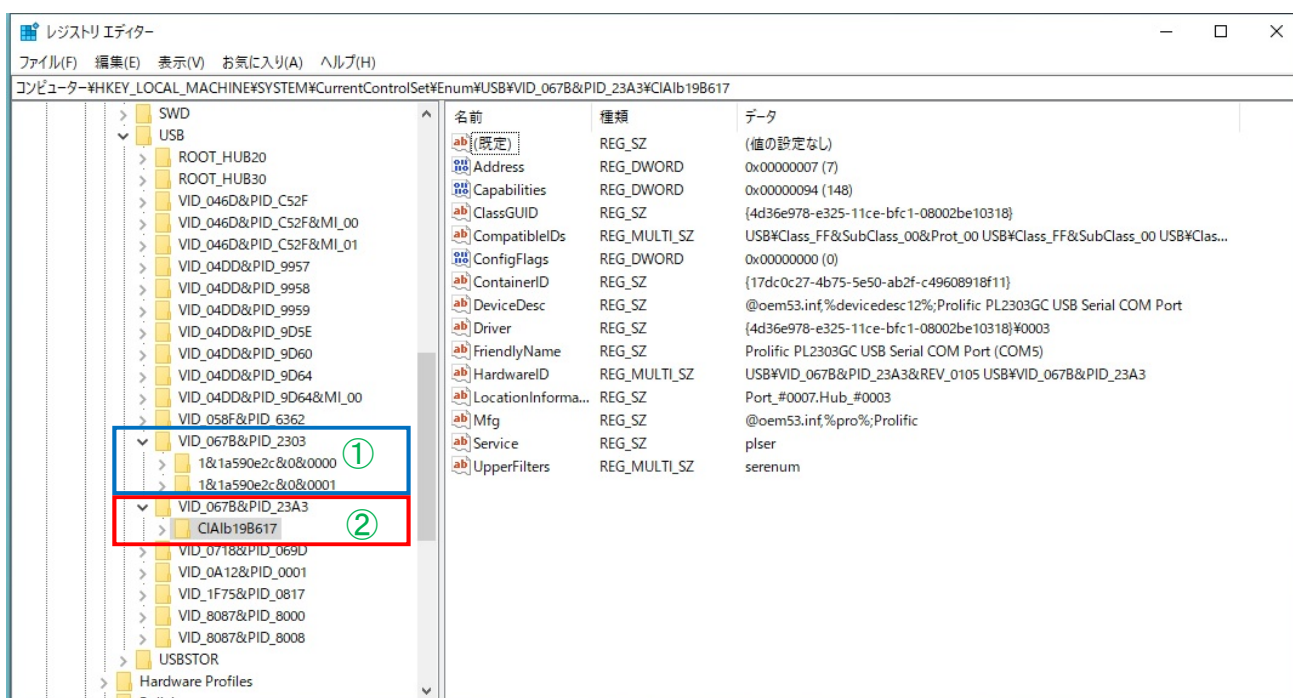 レジストリ エディター
ファイル(F) 編集(E) 表示(V) お気に入り(A) ヘルプ(H)
コンピューター¥HKEY_LOCAL_MACHINE¥SYSTEM¥CurrentControlSet¥Enum¥USB¥VID_067B&PID_23A3¥CIAIb19B617
SWD
USB
ROOT_HUB20
ROOT_HUB30
VID_046D&PID_C52F
VID_046D&PID_C52F&MI_00
VID_046D&PID_C52F&MI_01
VID_04DD&PID_9957
VID_04DD&PID_9958
VID_04DD&PID_9959
VID_04DD&PID_9D5E
VID_04DD&PID_9D60
VID_04DD&PID_9D64
VID_04DD&PID_9D64&MI_00
VID_058F&PID_6362
VID_067B&PID_2303
1&1a590e2c&0&0000 ①
1&1a590e2c&0&0001
VID_067B&PID_23A3
CIAIb19B617 ②
VID_0718&PID_069D
VID_0A12&PID_0001
VID_1F75&PID_0817
VID_8087&PID_8000
VID_8087&PID_8008
USBSTOR
Hardware Profiles
名前 種類 データ
(既定) REG_SZ (値の設定なし)
Address REG_DWORD 0x00000007 (7)
Capabilities REG_DWORD 0x00000094 (148)
ClassGUID REG_SZ {4d36e978-e325-11ce-bfc1-08002be10318}
CompatibleIDs REG_MULTI_SZ USB¥Class_FF&SubClass_00&Prot_00 USB¥Class_FF&SubClass_00 USB¥Clas...
ConfigFlags REG_DWORD 0x00000000 (0)
ContainerID REG_SZ {17dc0c27-4b75-5e50-ab2f-c49608918f11}
DeviceDesc REG_SZ @oem53.inf,%devicedesc12%;Prolific PL2303GC USB Serial COM Port
Driver REG_SZ {4d36e978-e325-11ce-bfc1-08002be10318}¥0003
FriendlyName REG_SZ Prolific PL2303GC USB Serial COM Port (COM5)
HardwareID REG_MULTI_SZ USB¥VID_067B&PID_23A3&REV_0105 USB¥VID_067B&PID_23A3
LocationInforma... REG_SZ Port_#0007.Hub_#0003
Mfg REG_SZ @oem53.inf,%pro%;Prolific
Service REG_SZ plser
UpperFilters REG_MULTI_SZ serenum